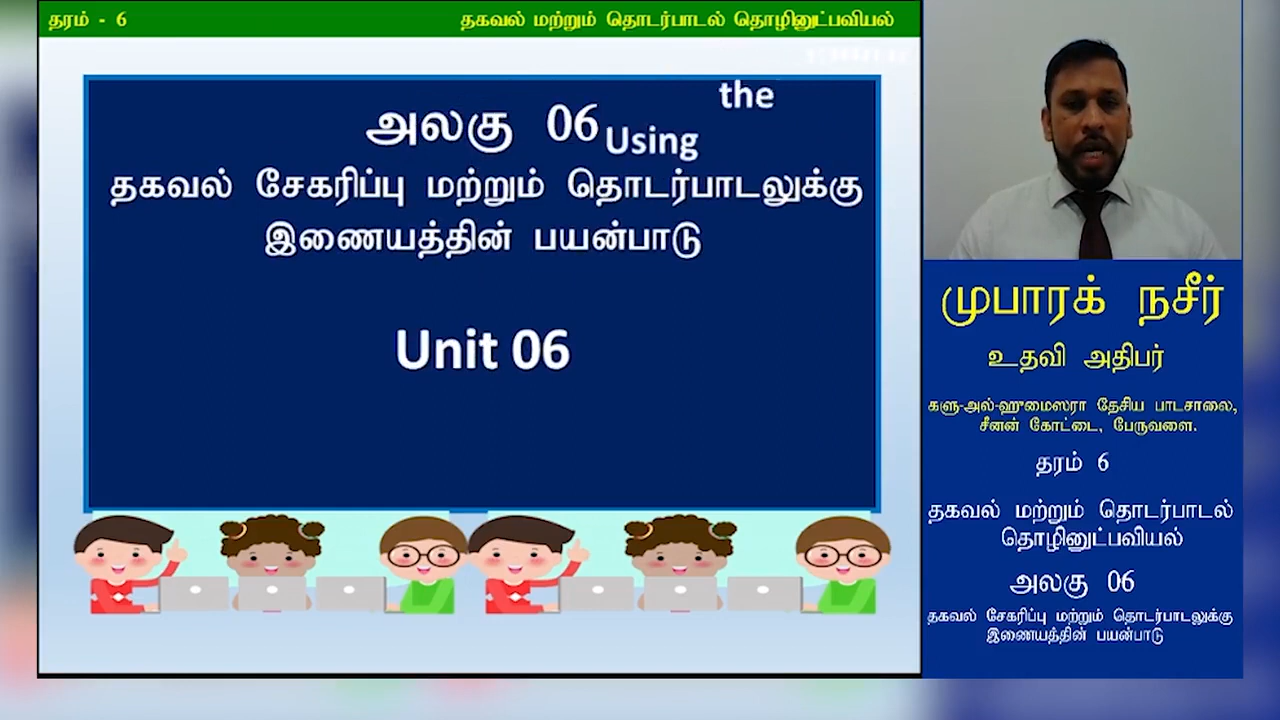 தரம் - 6
தகவல் மற்றும் தொடர்பாடல் தொழினுட்பவியல்
the
அலகு 06
Using
தகவல் சேகரிப்பு மற்றும் தொடர்பாடலுக்கு
இணையத்தின் பயன்பாடு
Unit 06
முபாரக் நசீர்
உதவி அதிபர்
களு-அல்-ஹுமைஸரா தேசிய பாடசாலை,
சீனன் கோட்டை, பேருவளை.
தரம் 6
தகவல் மற்றும் தொடர்பாடல்
தொழினுட்பவியல்
அலகு 06
தகவல் சேகரிப்பு மற்றும் தொடர்பாடலுக்கு
இணையத்தின் பயன்பாடு